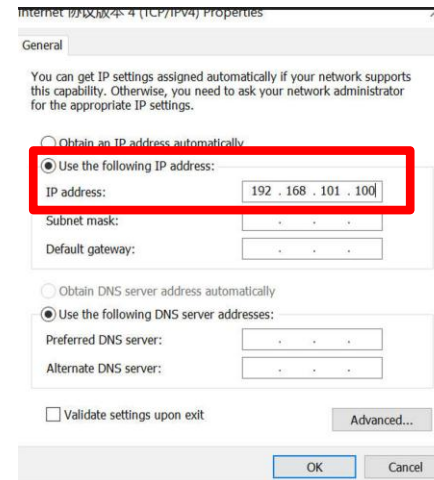 Internet 协议版本 4 (TCP/IPv4) Properties
General
You can get IP settings assigned automatically if your network supports
this capability. Otherwise, you need to ask your network administrator
for the appropriate IP settings.
Obtain an IP address automatically
Use the following IP address:
IP address:
192 . 168 . 101 . 100
Subnet mask:
. . .
Default gateway:
. . .
Obtain DNS server address automatically
Use the following DNS server addresses:
Preferred DNS server:
. . .
Alternate DNS server:
. . .
Validate settings upon exit
Advanced...
OK
Cancel